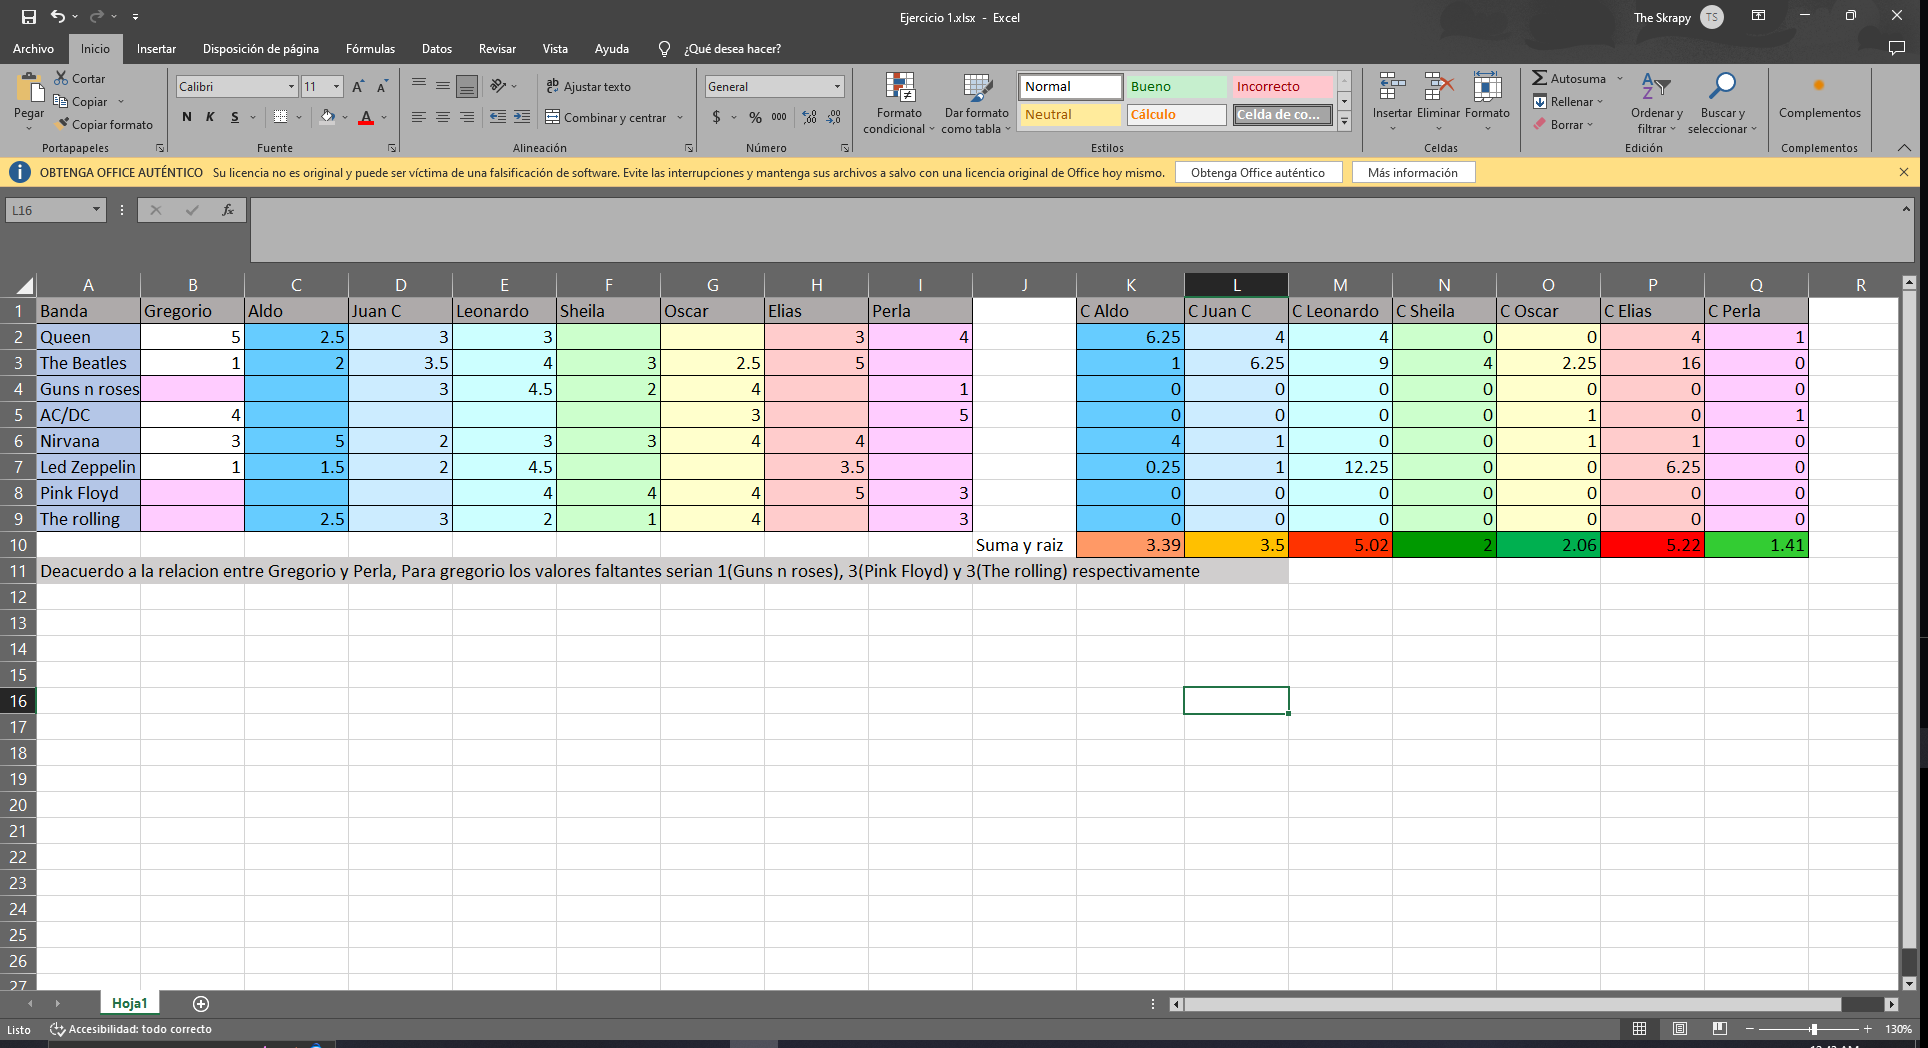 Ejercicio 1.xlsx - Excel
The Skrapy TS
Archivo Inicio Insertar Disposición de página Fórmulas Datos Revisar Vista Ayuda ¿Qué desea hacer?
Pegar
Cortar
Copiar
Copiar formato
Portapapeles
Calibri 11 A A
N K S A
Fuente
ab Ajustar texto
Combinar y centrar
Alineación
General
$ % 000
Número
Formato condicional
Dar formato como tabla
Normal Bueno Incorrecto
Neutral Cálculo Celda de co...
Estilos
Insertar Eliminar Formato
Celdas
Autosuma
Rellenar
Borrar
Ordenar y filtrar
Buscar y seleccionar
Edición
Complementos
Complementos
OBTENGA OFFICE AUTÉNTICO Su licencia no es original y puede ser víctima de una falsificación de software. Evite las interrupciones y mantenga sus archivos a salvo con una licencia original de Office hoy mismo. Obtenga Office auténtico Más información
L16 fx
A B C D E F G H I J K L M N O P Q R
1 Banda Gregorio Aldo Juan C Leonardo Sheila Oscar Elias Perla C Aldo C Juan C C Leonardo C Sheila C Oscar C Elias C Perla
2 Queen 5 2.5 3 3 3 4 6.25 4 4 0 0 4 1
3 The Beatles 1 2 3.5 4 3 2.5 5 1 6.25 9 4 2.25 16 0
4 Guns n roses 3 4.5 2 4 1 0 0 0 0 0 0 0
5 AC/DC 4 3 5 0 0 0 0 1 0 1
6 Nirvana 3 5 2 3 3 4 4 4 1 0 0 1 1 0
7 Led Zeppelin 1 1.5 2 4.5 3.5 0.25 1 12.25 0 0 6.25 0
8 Pink Floyd 4 4 4 5 3 0 0 0 0 0 0 0
9 The rolling 2.5 3 2 1 4 3 0 0 0 0 0 0 0
10 Suma y raiz 3.39 3.5 5.02 2 2.06 5.22 1.41
11 Deacuerdo a la relacion entre Gregorio y Perla, Para gregorio los valores faltantes serian 1(Guns n roses), 3(Pink Floyd) y 3(The rolling) respectivamente
12
13
14
15
16
17
18
19
20
21
22
23
24
25
26
27
Hoja1
Listo Accesibilidad: todo correcto 130%